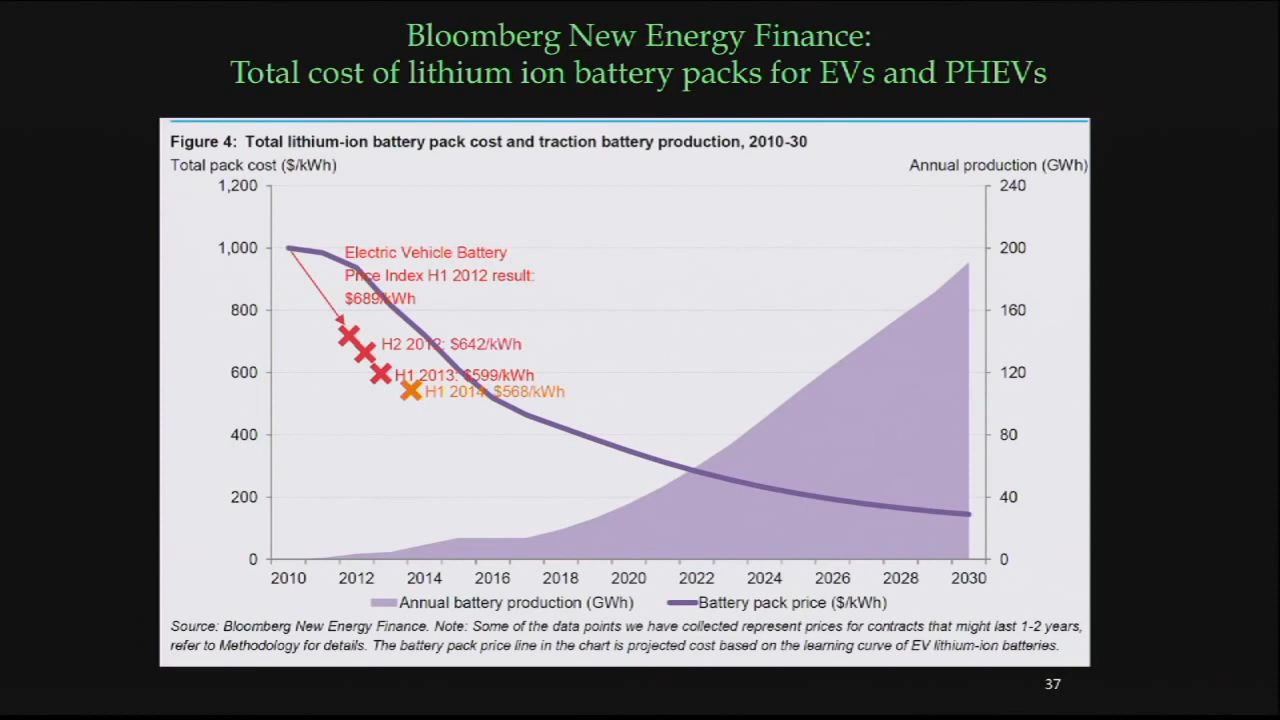 Bloomberg New Energy Finance:
Total cost of lithium ion battery packs for EVs and PHEVs
Figure 4: Total lithium-ion battery pack cost and traction battery production, 2010-30
Total pack cost ($/kWh)
Annual production (GWh)
1,200
240
1,000
200
800
160
600
120
400
80
200
40
0
0
Electric Vehicle Battery
Price Index H1 2012 result:
$689/kWh
H2 2012: $642/kWh
H1 2013: $599/kWh
H1 2014: $568/kWh
2010 2012 2014 2016 2018 2020 2022 2024 2026 2028 2030
Annual battery production (GWh) Battery pack price ($/kWh)
Source: Bloomberg New Energy Finance. Note: Some of the data points we have collected represent prices for contracts that might last 1-2 years,
refer to Methodology for details. The battery pack price line in the chart is projected cost based on the learning curve of EV lithium-ion batteries.
37